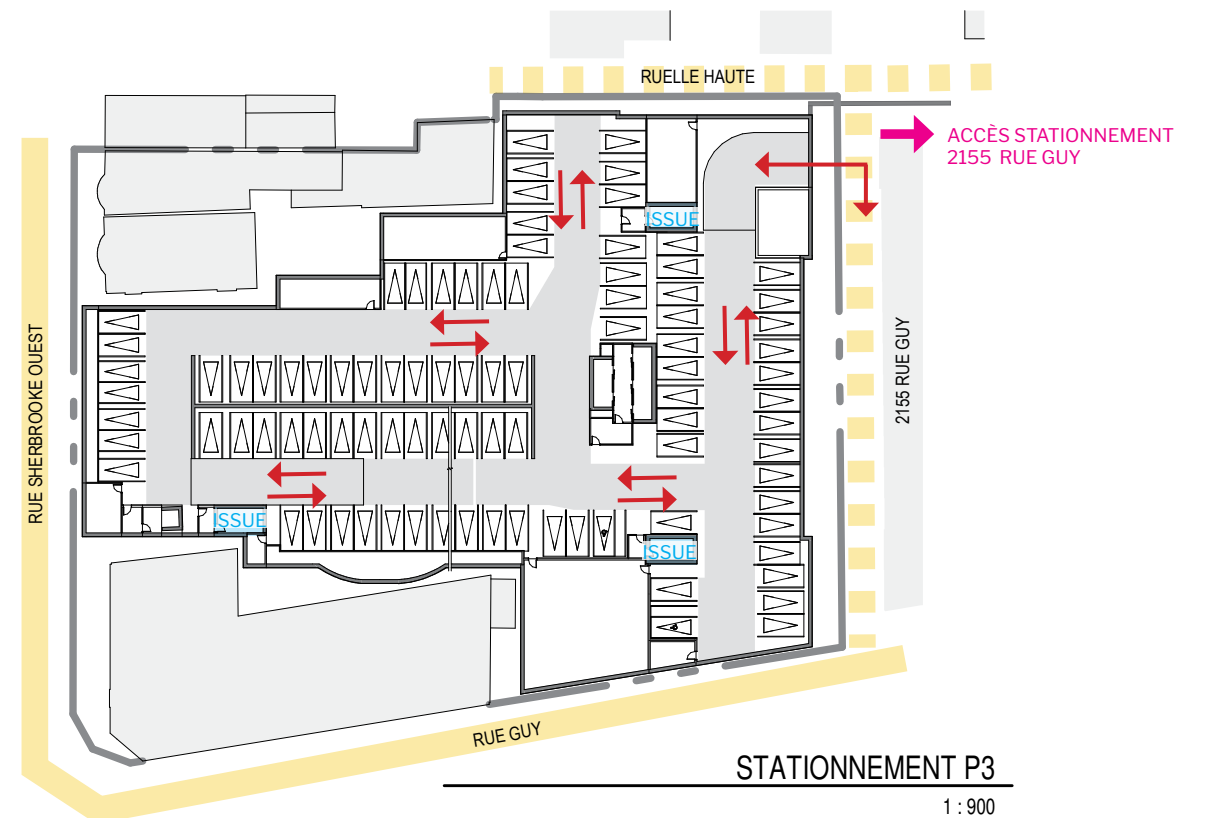 RUELLE HAUTE
ACCÈS STATIONNEMENT
2155 RUE GUY
ISSUE
RUE SHERBROOKE OUEST
2155 RUE GUY
ISSUE
ISSUE
RUE GUY
STATIONNEMENT P3
1 : 900